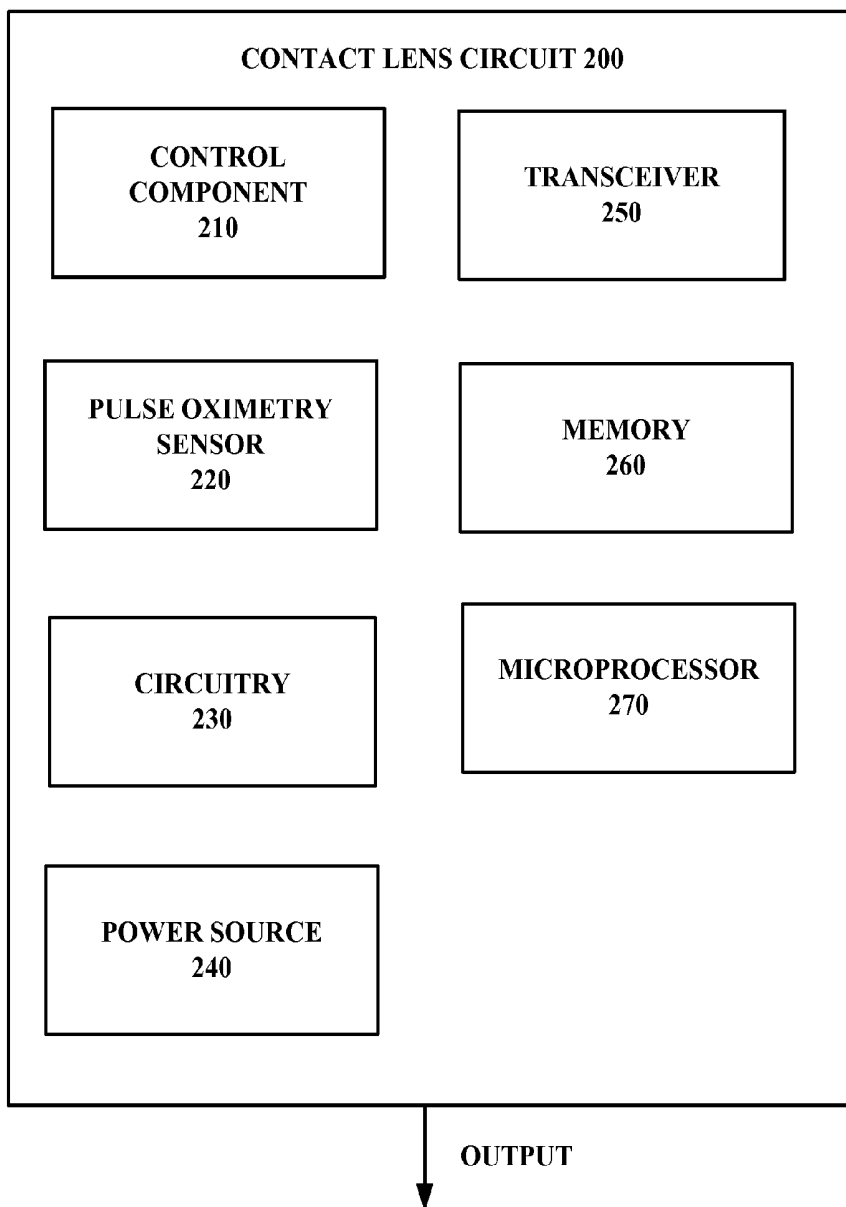 CONTACT LENS CIRCUIT 200
CONTROL
COMPONENT
210
TRANSCEIVER
250
PULSE OXIMETRY
SENSOR
220
MEMORY
260
CIRCUITRY
230
MICROPROCESSOR
270
POWER SOURCE
240
OUTPUT